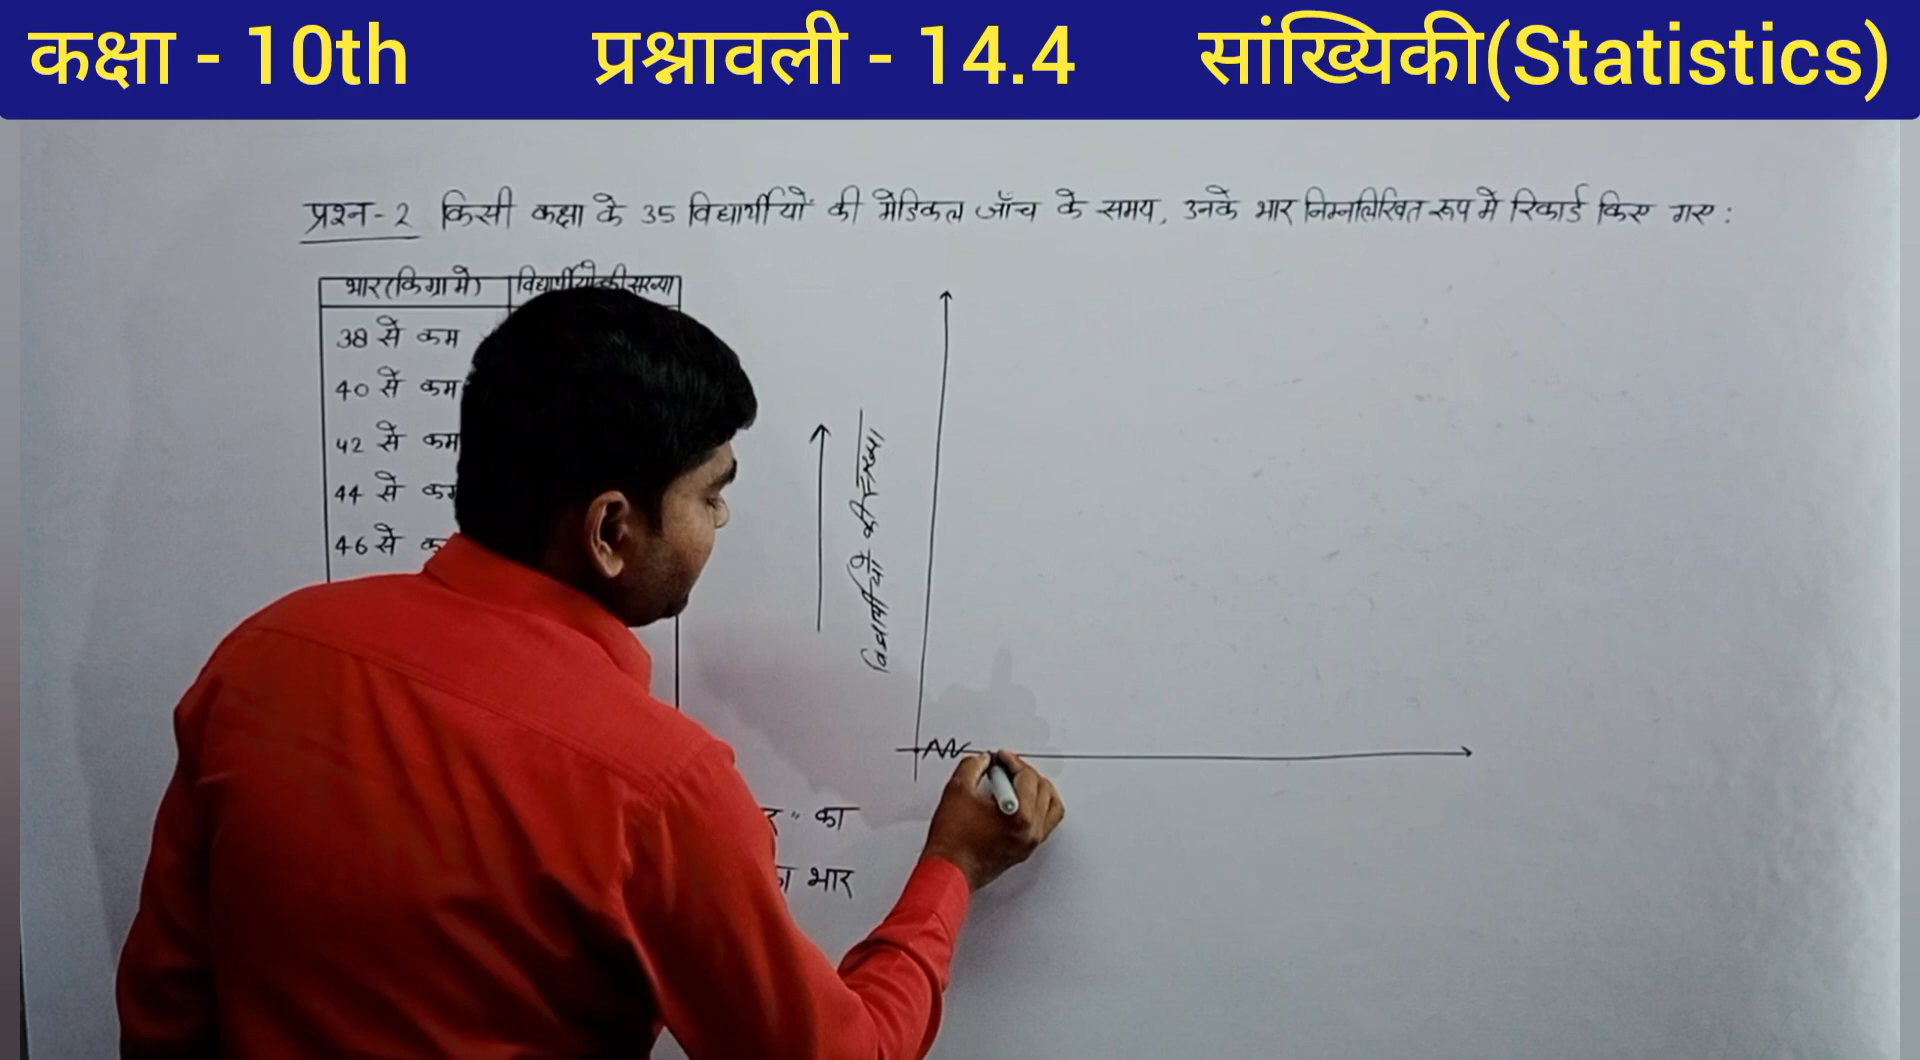 कक्षा - 10th प्रश्नावली - 14.4 सांख्यिकी(Statistics)
प्रश्न-2 किसी कक्षा के 35 विद्यार्थीयों की मेडिकल जाँच के समय, उनके भार निम्नलिखित रूप में रिकार्ड किए गए :
भार(किग्रा मे) विद्यार्थीयों की संख्या
38 से कम
40 से कम
42 से कम
44 से कम
46 से
विद्यार्थीयों की संख्या
" का
भार